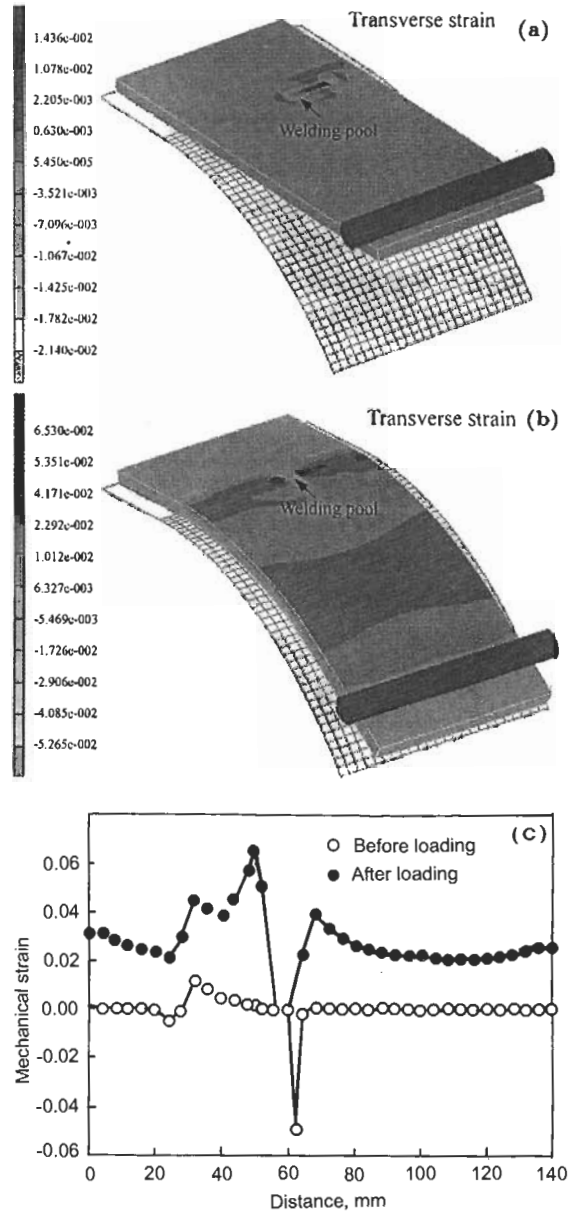 Transverse strain (a)
1.436e-002
1.078e-002
2.205e-003
0.630e-003
5.450e-005
-3.521e-003
-7.096e-003
-1.067e-002
-1.425e-002
-1.782e-002
-2.140e-002
Welding pool
Transverse strain (b)
6.530e-002
5.351e-002
4.171e-002
2.292e-002
1.012e-002
6.327e-003
-5.469e-003
-1.726e-002
-2.906e-002
-4.085e-002
-5.265e-002
Welding pool
(C)
Before loading
After loading
Mechanical strain
0.06
0.04
0.02
0.00
-0.02
-0.04
-0.06
0 20 40 60 80 100 120 140
Distance, mm